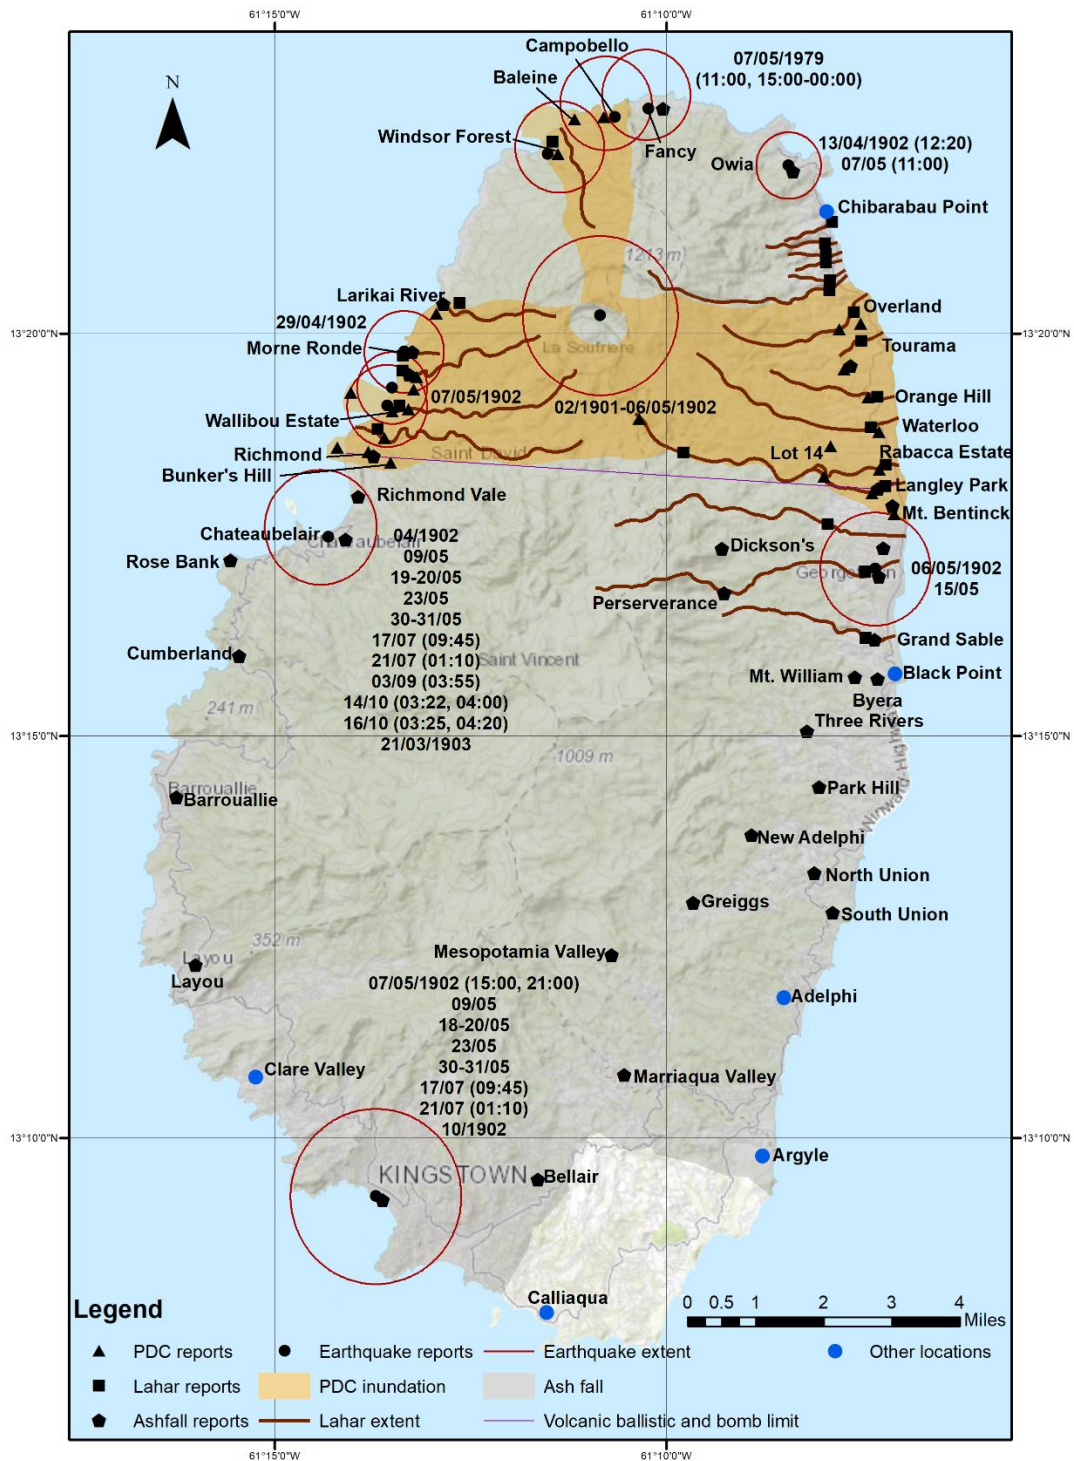 61°15'0"W
61°10'0"W
Campobello
07/05/1979
(11:00, 15:00-00:00)
Baleine
N
Windsor Forest
Fancy
13/04/1902 (12:20)
07/05 (11:00)
Owia
Chibarabau Point
1213 m)
Larikai River
Overland
29/04/1902
13°20'0"N
13°20'0"N
Morne Ronde
La Soufrière
Tourama
07/05/1902
Orange Hill
02/1901-06/05/1902
Wallibou Estate
Waterloo
Saint David
Lot 14
Rabacca Estate
Richmond
Bunker's Hill
Langley Park
Richmond Vale
Mt. Bentinck
Chateaubelair
Chateaubelair
04/1902
09/05
19-20/05
23/05
30-31/05
17/07 (09:45)
21/07 (01:10)
03/09 (03:55)
14/10 (03:22, 04:00)
16/10 (03:25, 04:20)
21/03/1903
Dickson's
Rose Bank
Georgetown
06/05/1902
15/05
Perserverance
Grand Sable
Cumberland
Saint Vincent
Mt. William
Black Point
Byera
241 m
Three Rivers
13°15'0"N
13°15'0"N
1009 m
Windward Highway
Barrouallie
Barrouallie
Park Hill
New Adelphi
North Union
Greiggs
South Union
352 m
Mesopotamia Valley
Layou
Layou
07/05/1902 (15:00, 21:00)
09/05
18-20/05
23/05
30-31/05
17/07 (09:45)
21/07 (01:10)
10/1902
Adelphi
Clare Valley
Marriaqua Valley
13°10'0"N
13°10'0"N
Argyle
KINGSTOWN
Bellair
Calliaqua
0 0.5 1 2 3 4
Miles
Legend
PDC reports
Earthquake reports
Earthquake extent
Other locations
Lahar reports
PDC inundation
Ash fall
Ashfall reports
Lahar extent
Volcanic ballistic and bomb limit
61°15'0"W
61°10'0"W